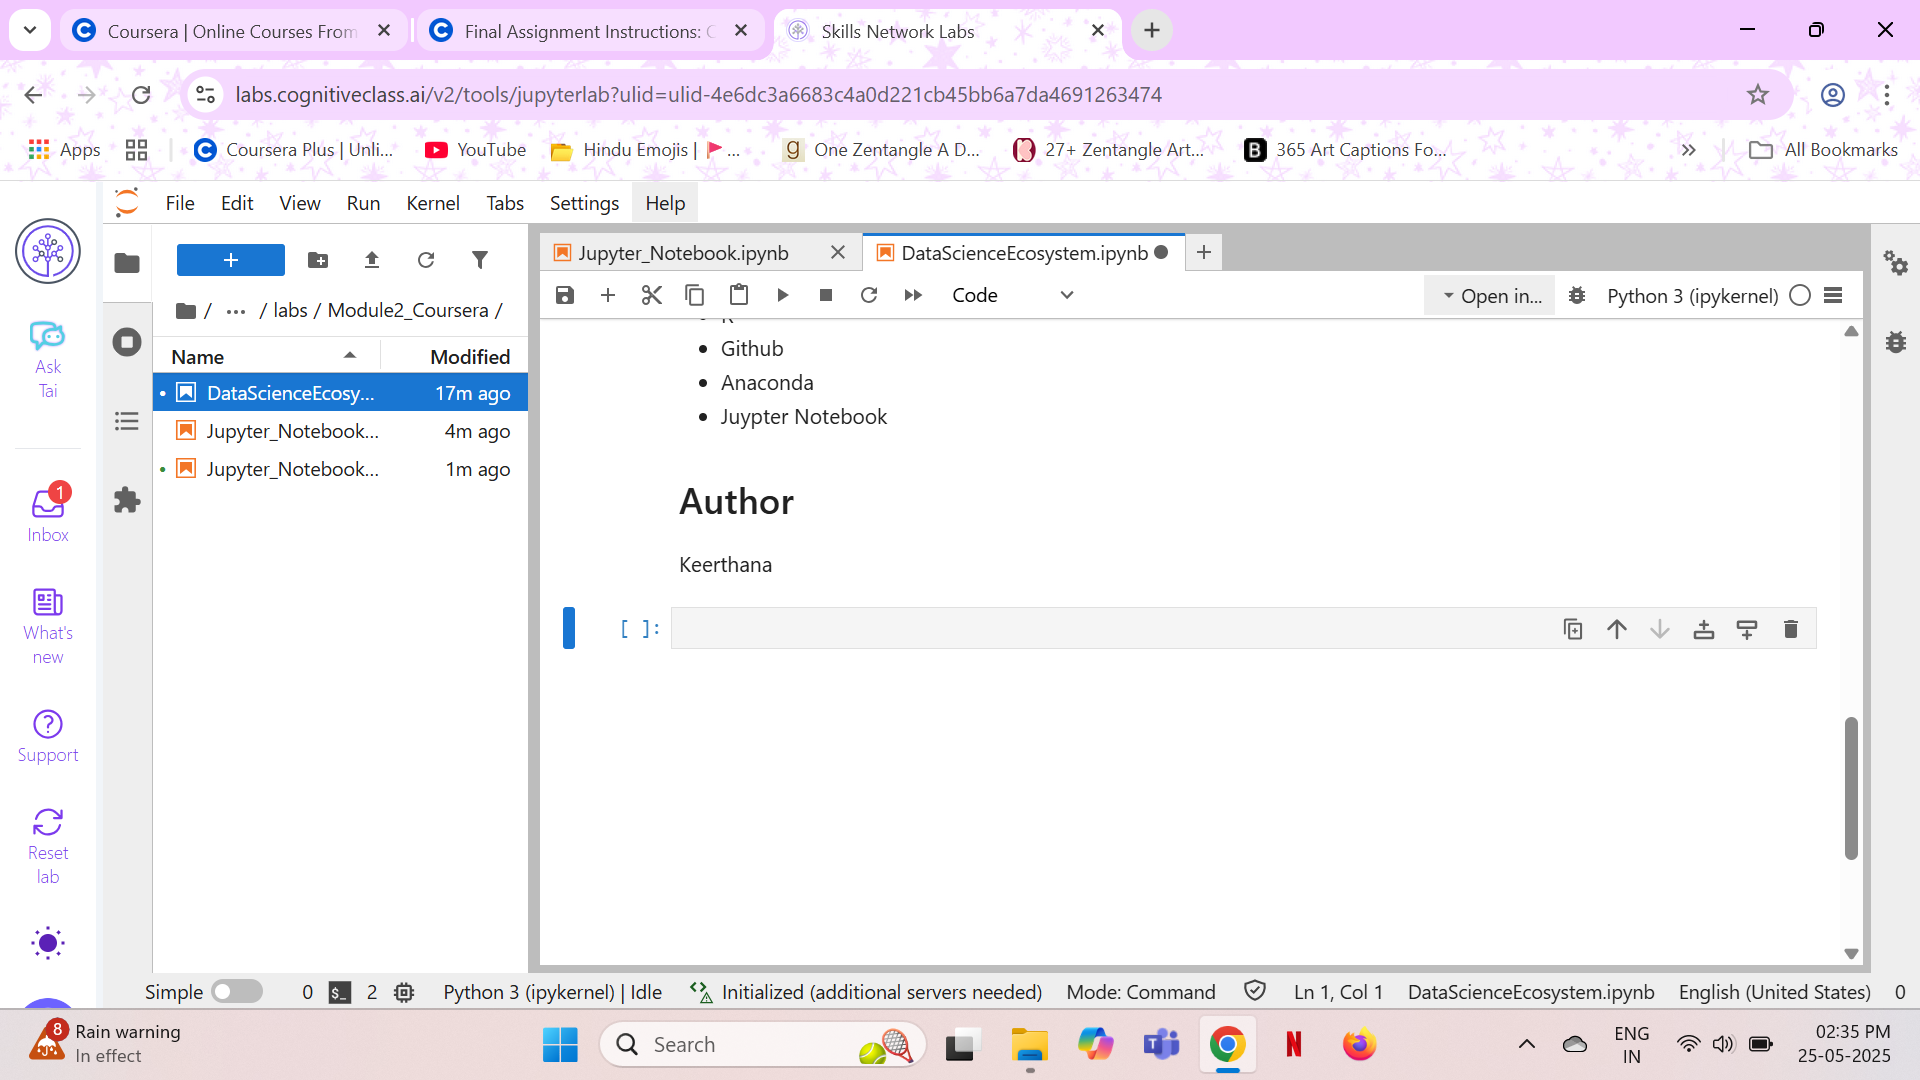 Coursera | Online Courses From
Final Assignment Instructions: C
Skills Network Labs
labs.cognitiveclass.ai/v2/tools/jupyterlab?ulid=ulid-4e6dc3a6683c4a0d221cb45bb6a7da4691263474
Apps
Coursera Plus | Unli...
YouTube
Hindu Emojis | 🚩 ...
One Zentangle A D...
27+ Zentangle Art...
365 Art Captions Fo...
All Bookmarks
File Edit View Run Kernel Tabs Settings Help
Ask
Tai
1
Inbox
What's
new
Support
Reset
lab
/ ... / labs / Module2_Coursera /
Name Modified
DataScienceEcosy... 17m ago
Jupyter_Notebook... 4m ago
Jupyter_Notebook... 1m ago
Jupyter_Notebook.ipynb
DataScienceEcosystem.ipynb
Code
Open in...
Python 3 (ipykernel)
Github
Anaconda
Juypter Notebook
Author
Keerthana
[ ]:
Simple 0 2 Python 3 (ipykernel) | Idle Initialized (additional servers needed) Mode: Command Ln 1, Col 1 DataScienceEcosystem.ipynb English (United States) 0
8
Rain warning
In effect
Search
ENG
IN
02:35 PM
25-05-2025